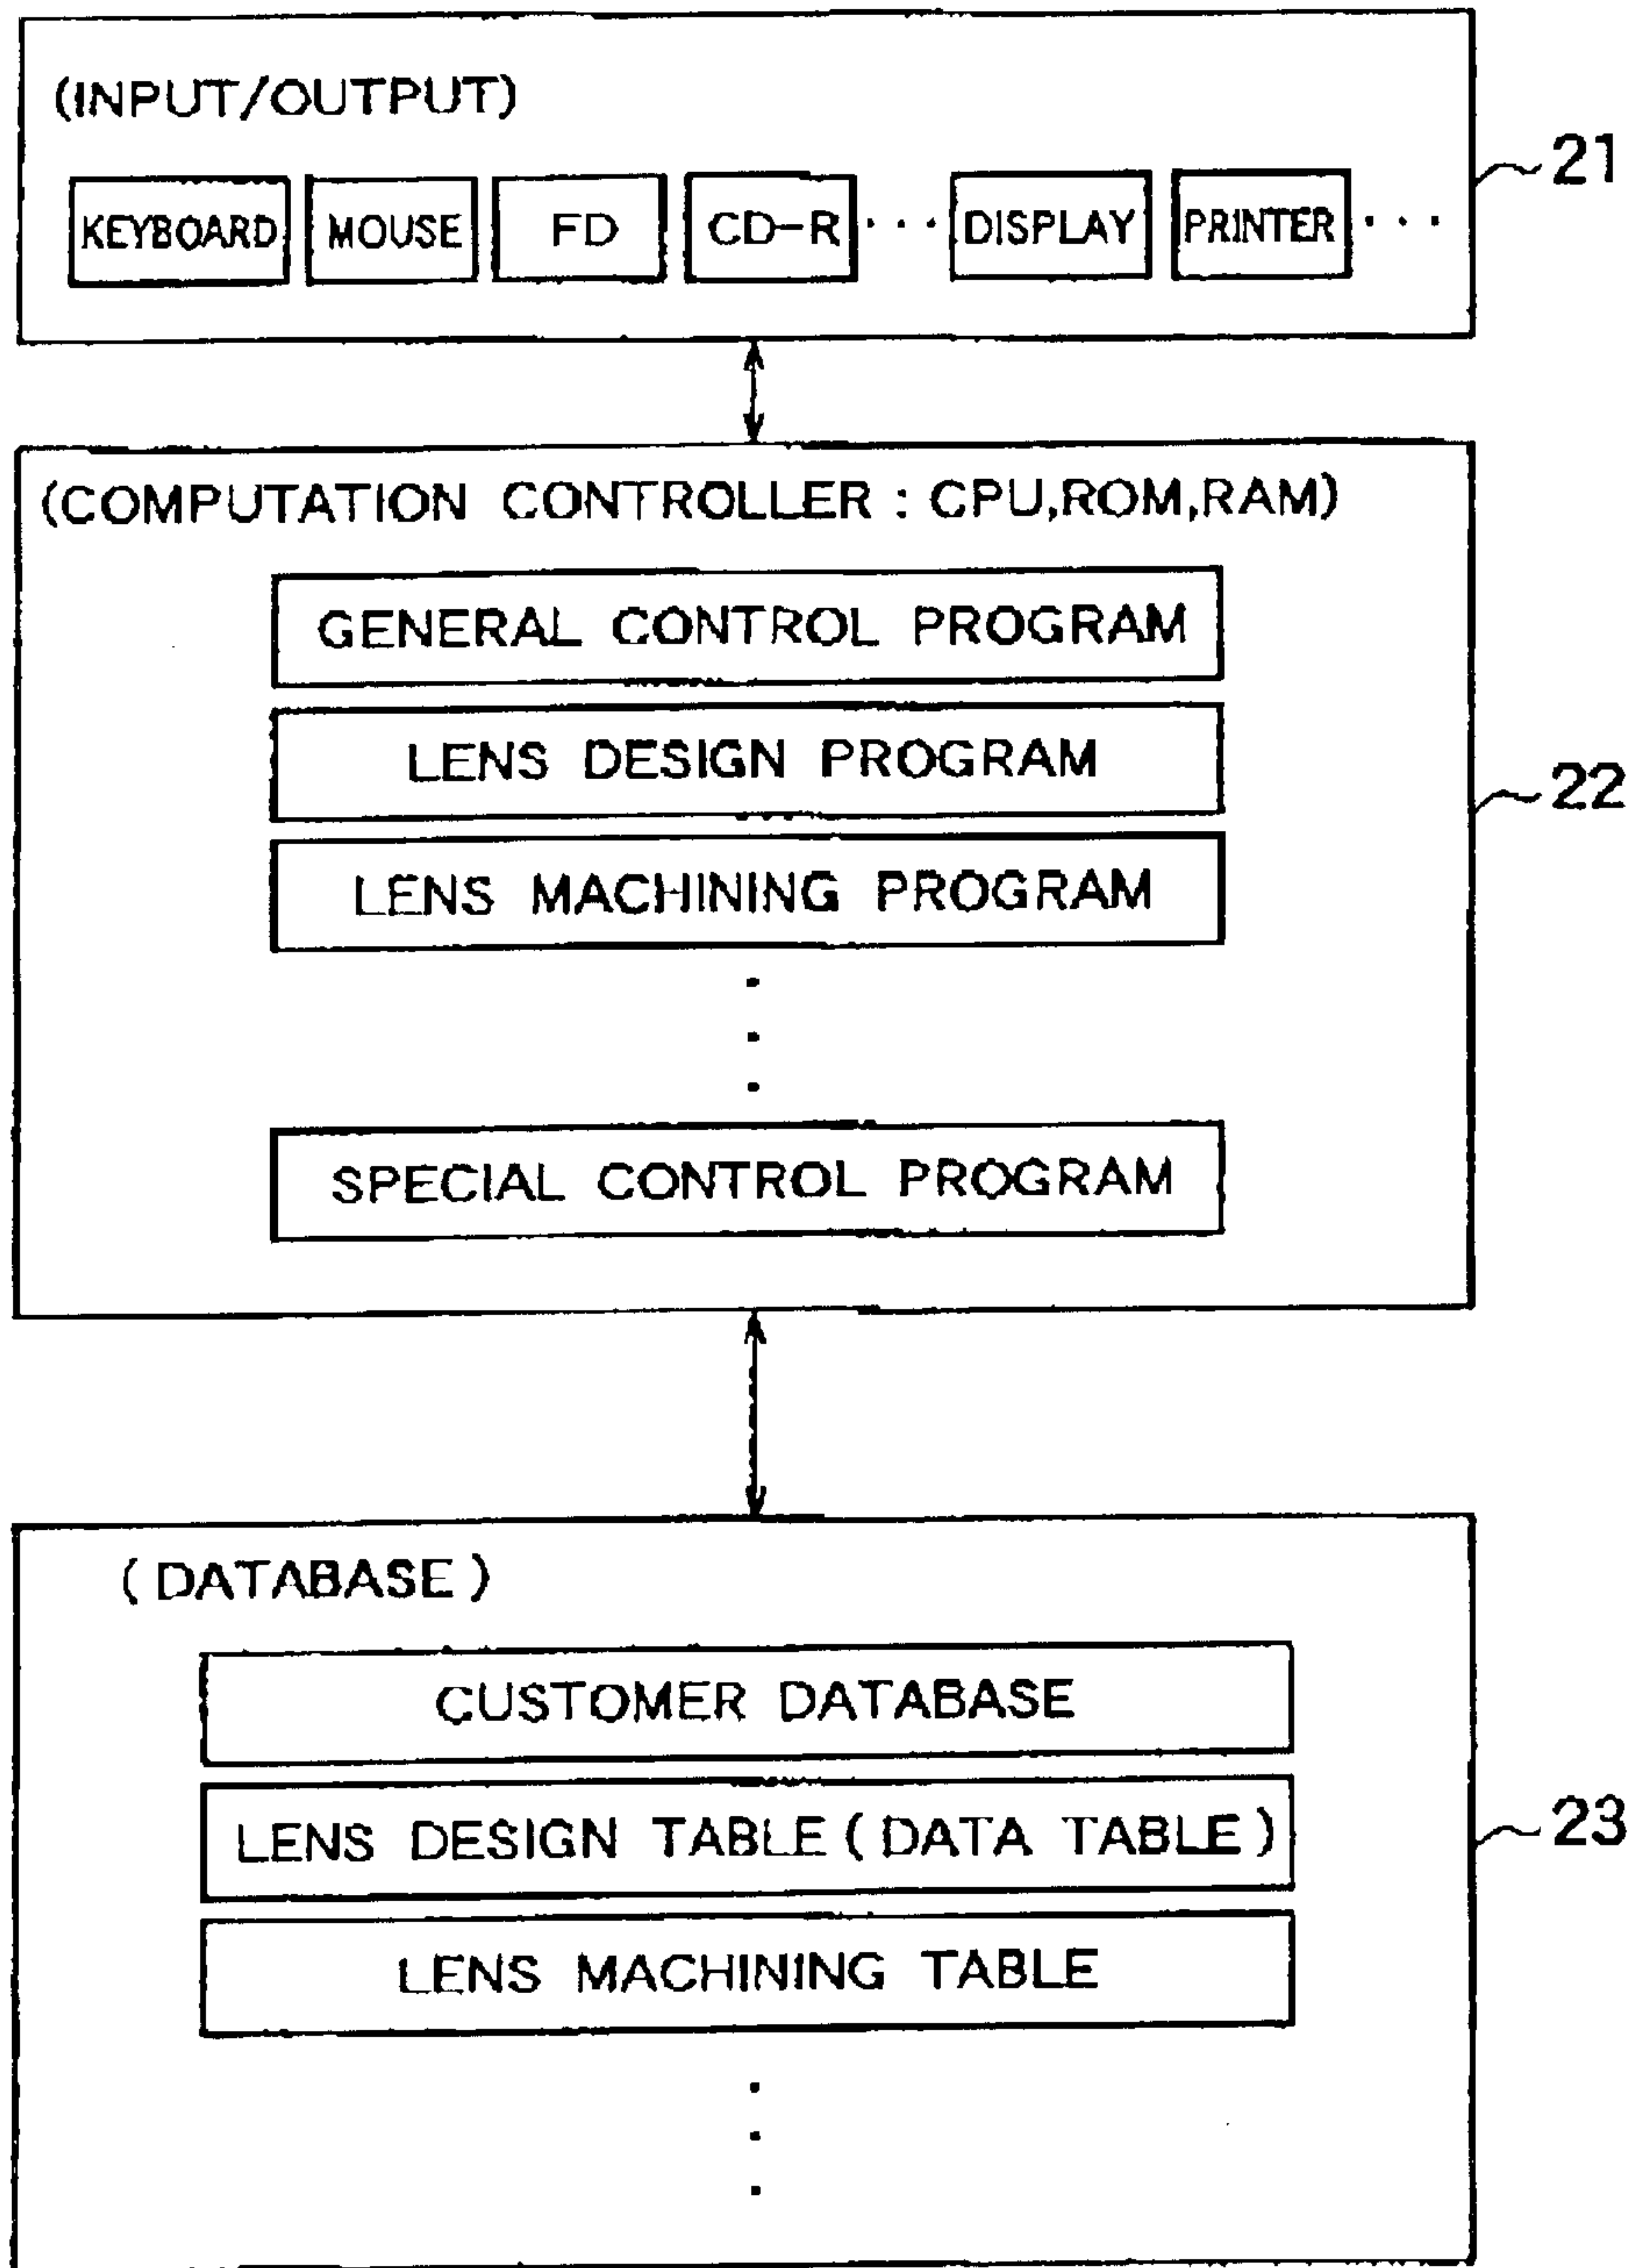 (INPUT/OUTPUT)
21
KEYBOARD MOUSE FD CD-R ··· DISPLAY PRINTER ···
(COMPUTATION CONTROLLER : CPU,ROM,RAM)
GENERAL CONTROL PROGRAM
LENS DESIGN PROGRAM
22
LENS MACHINING PROGRAM
SPECIAL CONTROL PROGRAM
(DATABASE)
CUSTOMER DATABASE
LENS DESIGN TABLE (DATA TABLE)
23
LENS MACHINING TABLE